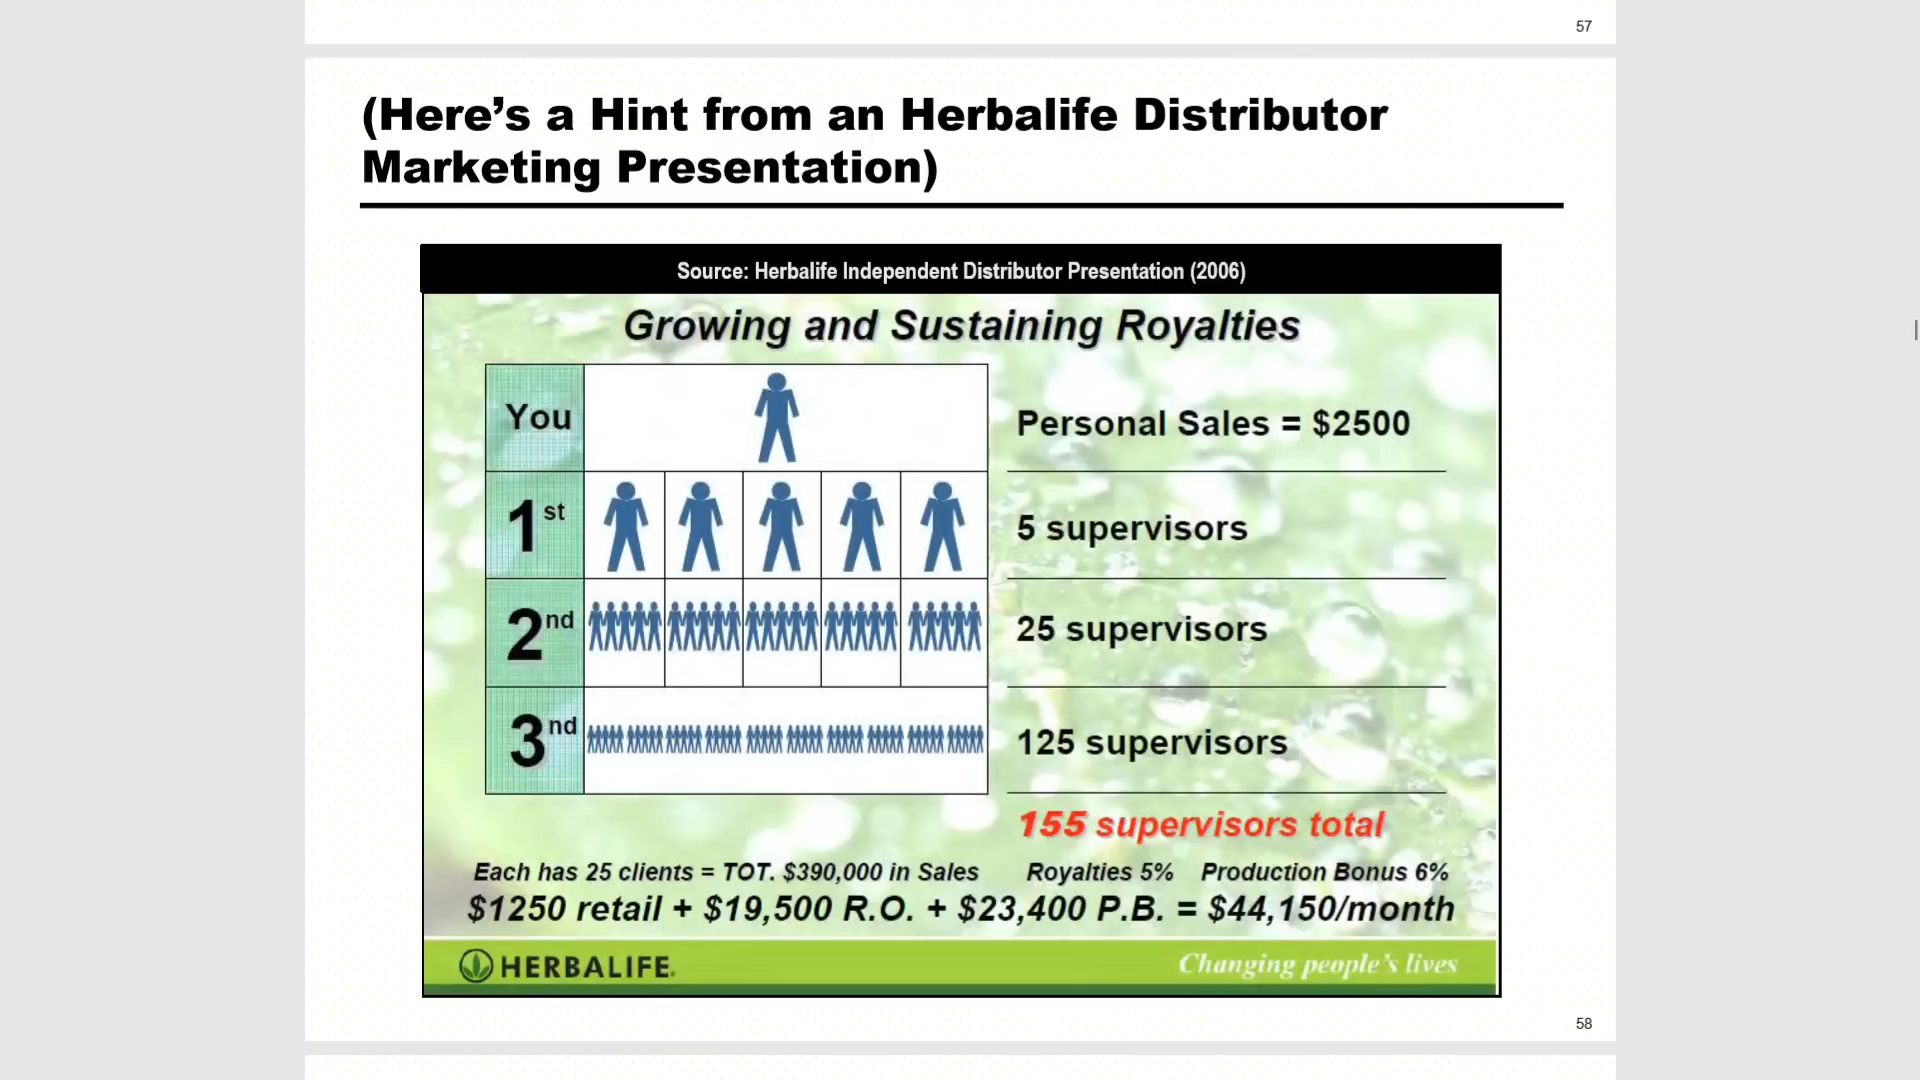 57
(Here's a Hint from an Herbalife Distributor
Marketing Presentation)
Source: Herbalife Independent Distributor Presentation (2006)
Growing and Sustaining Royalties
You
Personal Sales = $2500
1st
5 supervisors
2nd
25 supervisors
3nd
125 supervisors
155 supervisors total
Each has 25 clients = TOT. $390,000 in Sales Royalties 5% Production Bonus 6%
$1250 retail + $19,500 R.O. + $23,400 P.B. = $44,150/month
HERBALIFE. Changing people's lives
58